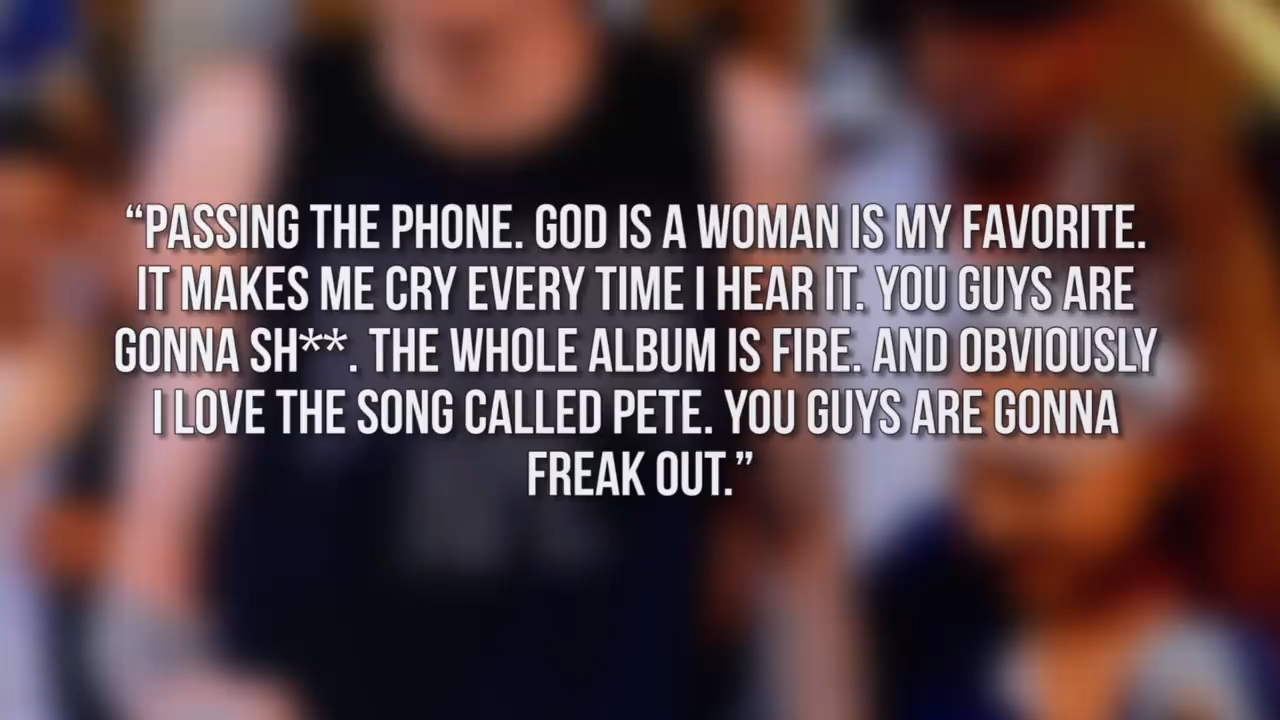 “PASSING THE PHONE. GOD IS A WOMAN IS MY FAVORITE.
IT MAKES ME CRY EVERY TIME I HEAR IT. YOU GUYS ARE
GONNA SH**. THE WHOLE ALBUM IS FIRE. AND OBVIOUSLY
I LOVE THE SONG CALLED PETE. YOU GUYS ARE GONNA
FREAK OUT.”